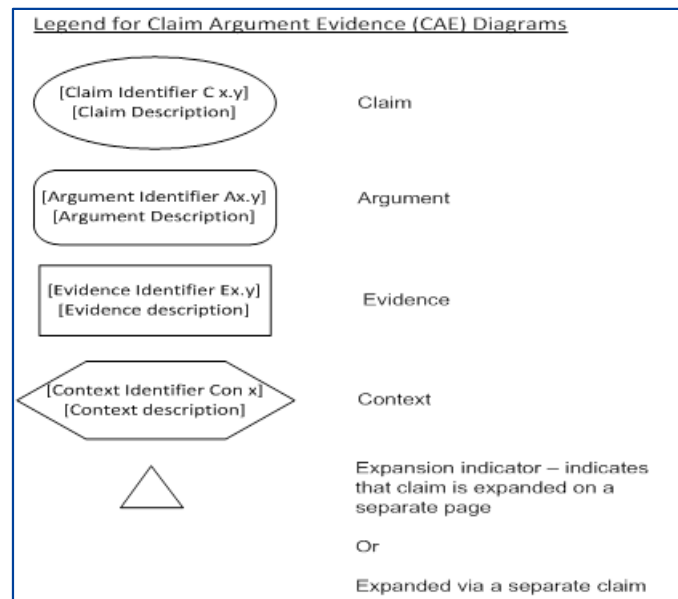 Legend for Claim Argument Evidence (CAE) Diagrams
[Claim Identifier C x.y]
[Claim Description]
Claim
[Argument Identifier Ax.y]
[Argument Description]
Argument
[Evidence Identifier Ex.y]
[Evidence description]
Evidence
[Context Identifier Con x]
[Context description]
Context
Expansion indicator – indicates
that claim is expanded on a
separate page
Or
Expanded via a separate claim